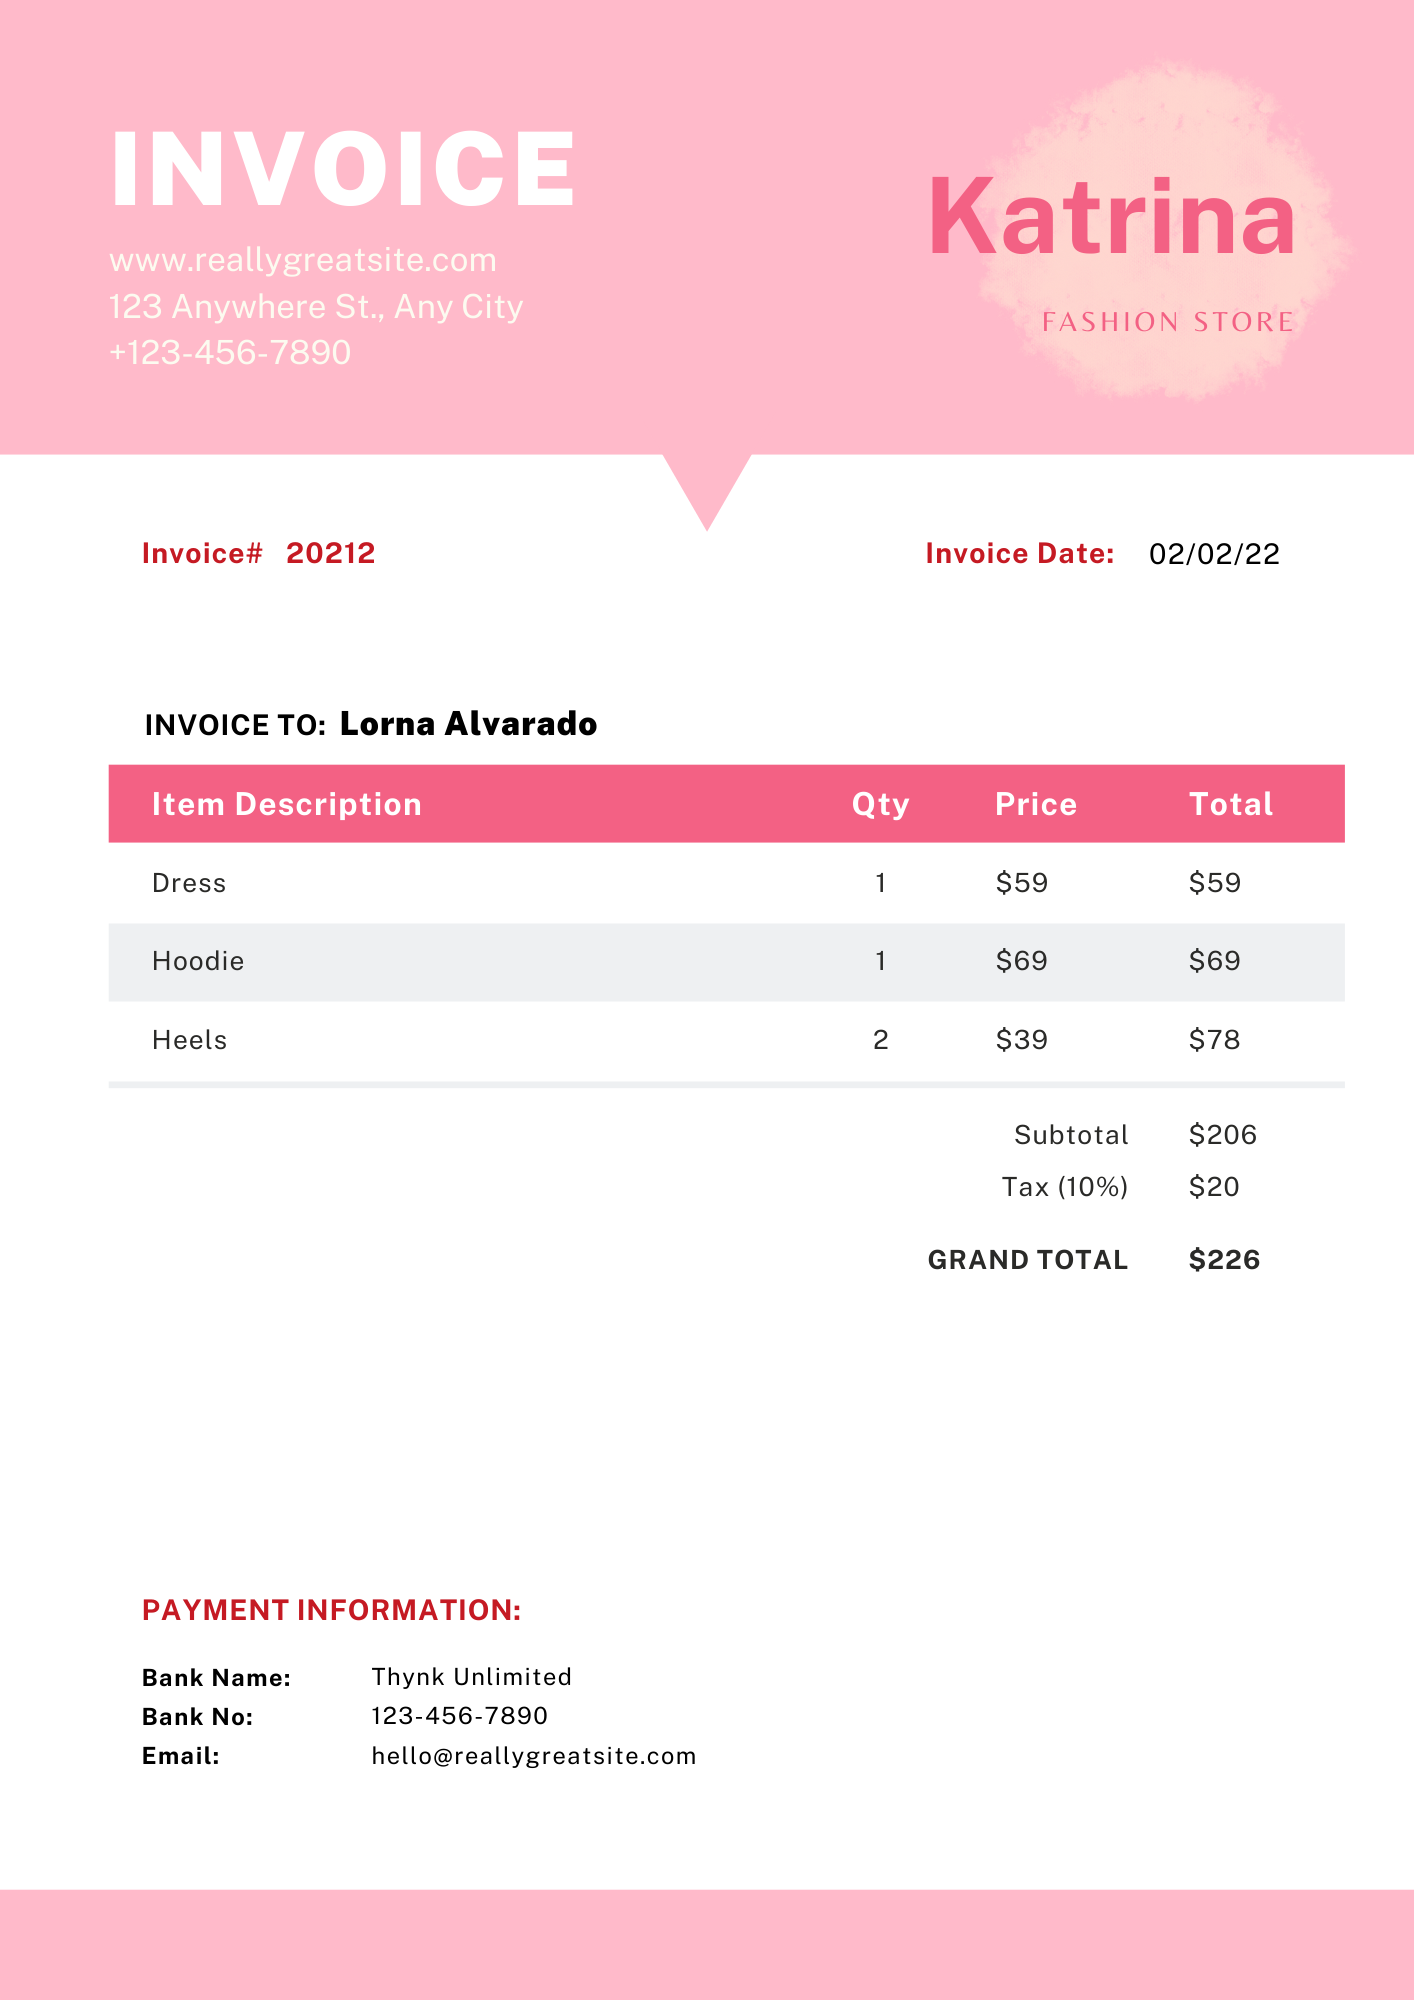 INVOICE
www.reallygreatsite.com
123 Anywhere St., Any City
+123-456-7890
Katrina
FASHION STORE
Invoice# 20212
Invoice Date: 02/02/22
INVOICE TO: Lorna Alvarado
Item Description Qty Price Total
Dress 1 $59 $59
Hoodie 1 $69 $69
Heels 2 $39 $78
Subtotal $206
Tax (10%) $20
GRAND TOTAL $226
PAYMENT INFORMATION:
Bank Name: Thynk Unlimited
Bank No: 123-456-7890
Email: hello@reallygreatsite.com